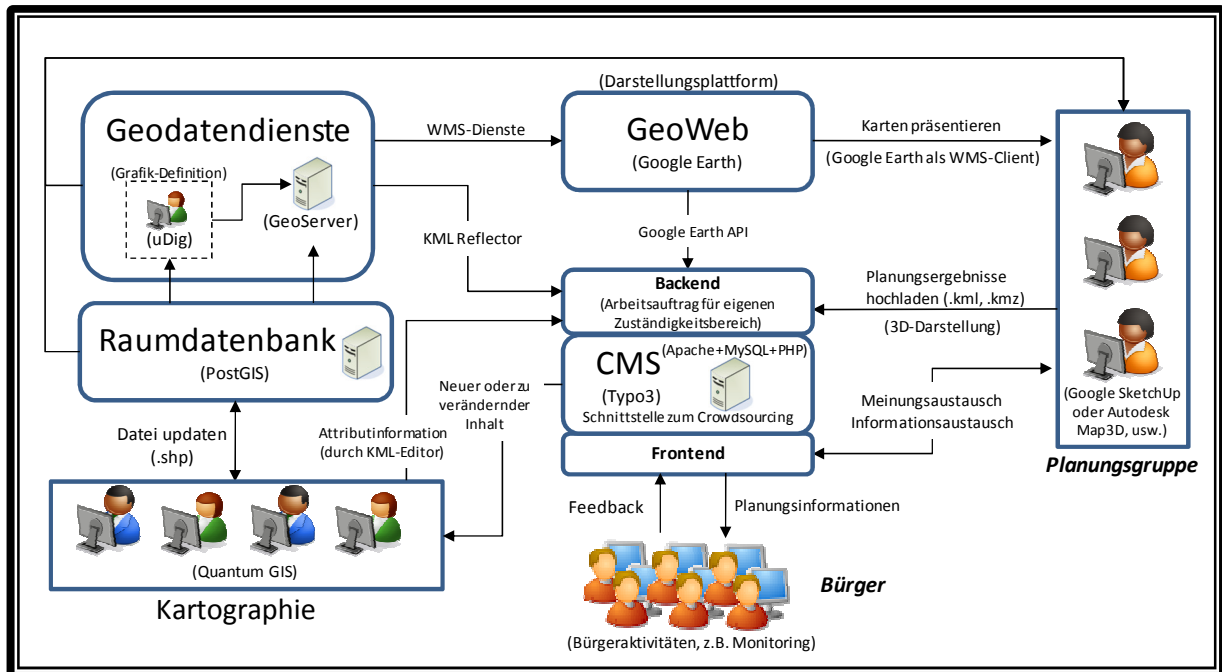 (Darstellungsplattform)
Geodatendienste
(Grafik-Definition)
(uDig)
(GeoServer)
WMS-Dienste
GeoWeb
(Google Earth)
Karten präsentieren
(Google Earth als WMS-Client)
KML Reflector
Google Earth API
Backend
(Arbeitsauftrag für eigenen
Zuständigkeitsbereich)
Planungsergebnisse
hochladen (.kml, .kmz)
(3D-Darstellung)
Raumdatenbank
(PostGIS)
(Apache+MySQL+PHP)
CMS
(Typo3)
Schnittstelle zum Crowdsourcing
Frontend
Neuer oder zu
verändernder
Inhalt
Meinungsaustausch
Informationsaustausch
(Google SketchUp
oder Autodesk
Map3D, usw.)
Planungsgruppe
Datei updaten
(.shp)
Attributinformation
(durch KML-Editor)
(Quantum GIS)
Kartographie
Feedback
Planungsinformationen
Bürger
(Bürgeraktivitäten, z.B. Monitoring)